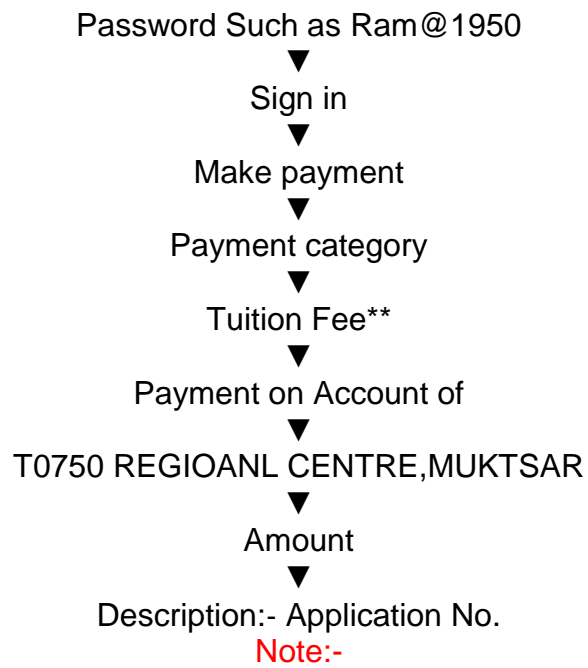 Password Such as Ram@1950
▼
Sign in
▼
Make payment
▼
Payment category
▼
Tuition Fee**
▼
Payment on Account of
▼
T0750 REGIOANL CENTRE,MUKTSAR
▼
Amount
▼
Description:- Application No.
Note:-